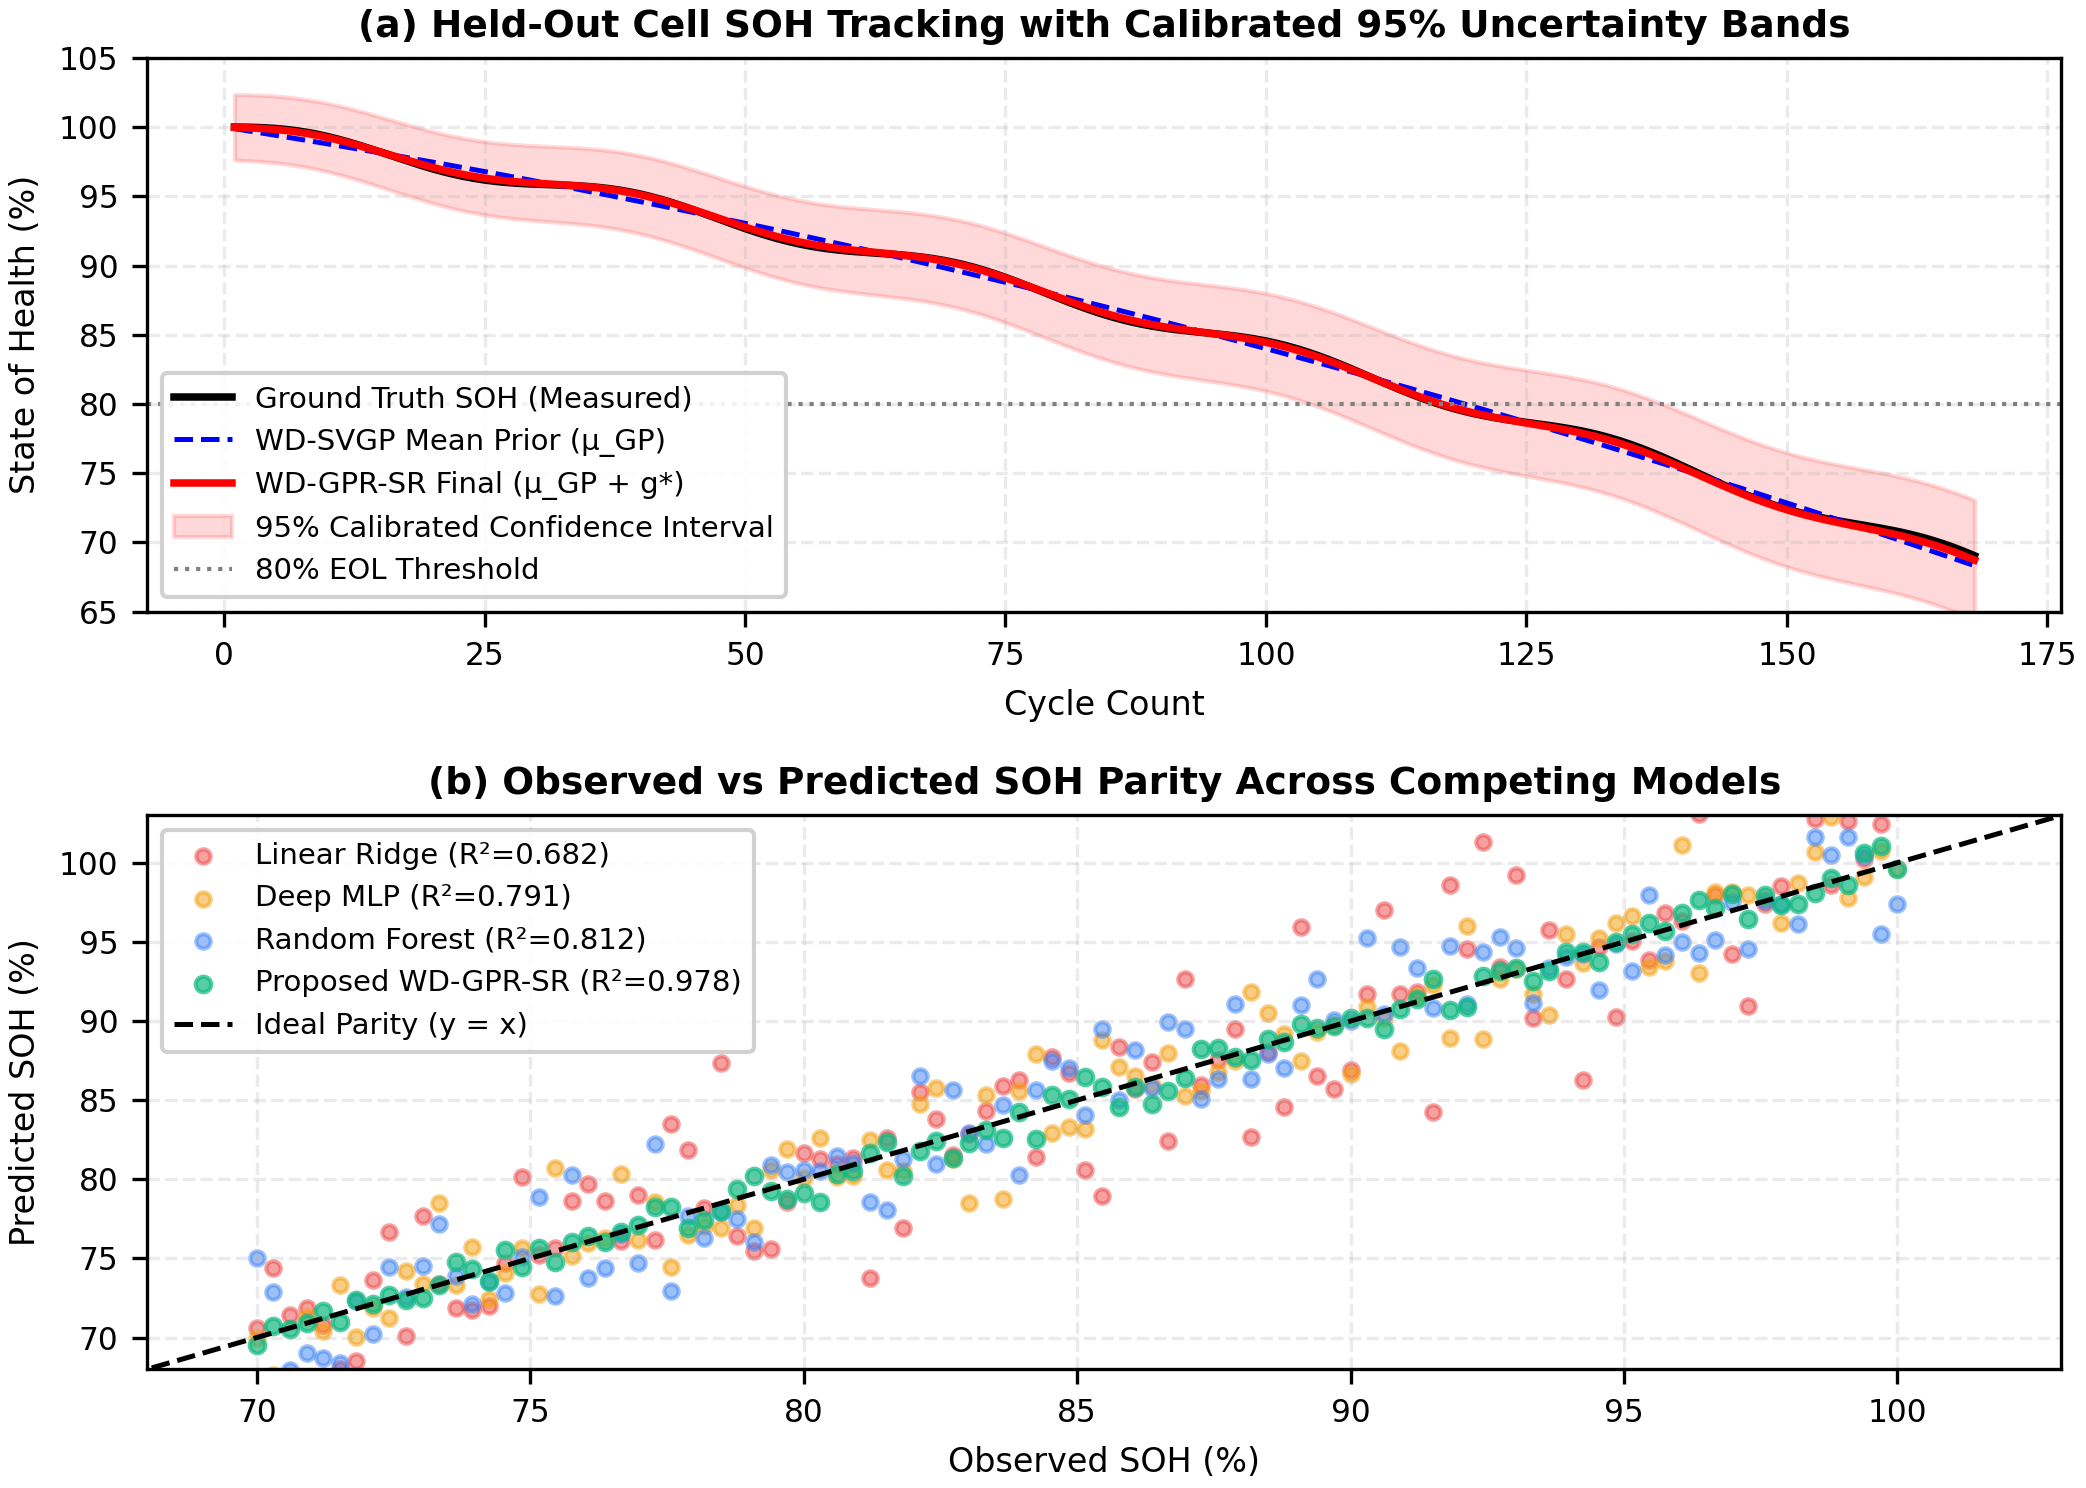 (a) Held-Out Cell SOH Tracking with Calibrated 95% Uncertainty Bands
State of Health (%)
105
100
95
90
85
80
75
70
65
Ground Truth SOH (Measured)
WD-SVGP Mean Prior (μ_GP)
WD-GPR-SR Final (μ_GP + g*)
95% Calibrated Confidence Interval
80% EOL Threshold
0 25 50 75 100 125 150 175
Cycle Count
(b) Observed vs Predicted SOH Parity Across Competing Models
Predicted SOH (%)
100
95
90
85
80
75
70
Linear Ridge (R²=0.682)
Deep MLP (R²=0.791)
Random Forest (R²=0.812)
Proposed WD-GPR-SR (R²=0.978)
Ideal Parity (y = x)
70 75 80 85 90 95 100
Observed SOH (%)